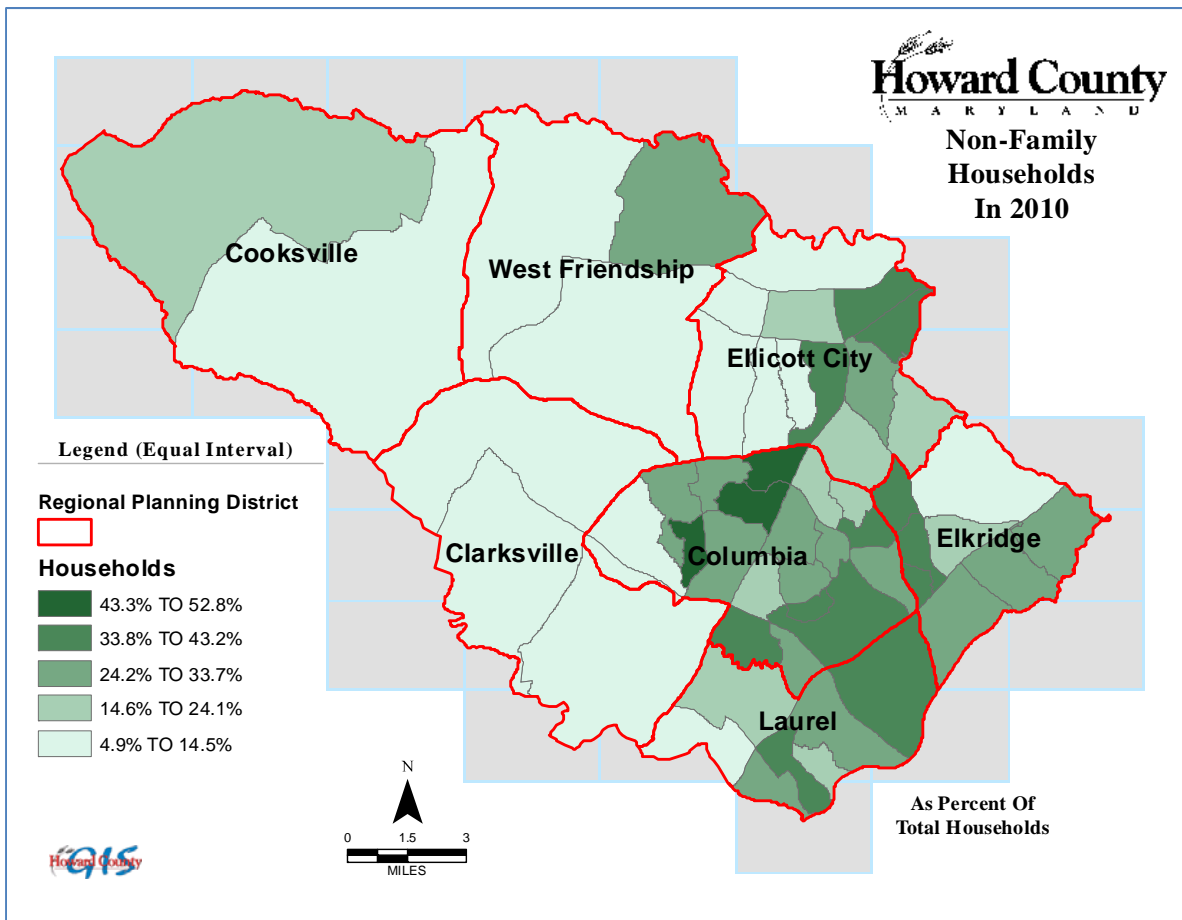 Howard County
MARYLAND
Non-Family
Households
In 2010
Cooksville
West Friendship
Ellicott City
Clarksville
Columbia
Elkridge
Laurel
Legend (Equal Interval)
Regional Planning District
Households
43.3% TO 52.8%
33.8% TO 43.2%
24.2% TO 33.7%
14.6% TO 24.1%
4.9% TO 14.5%
N
0 1.5 3
MILES
As Percent Of
Total Households
Howard County
GIS